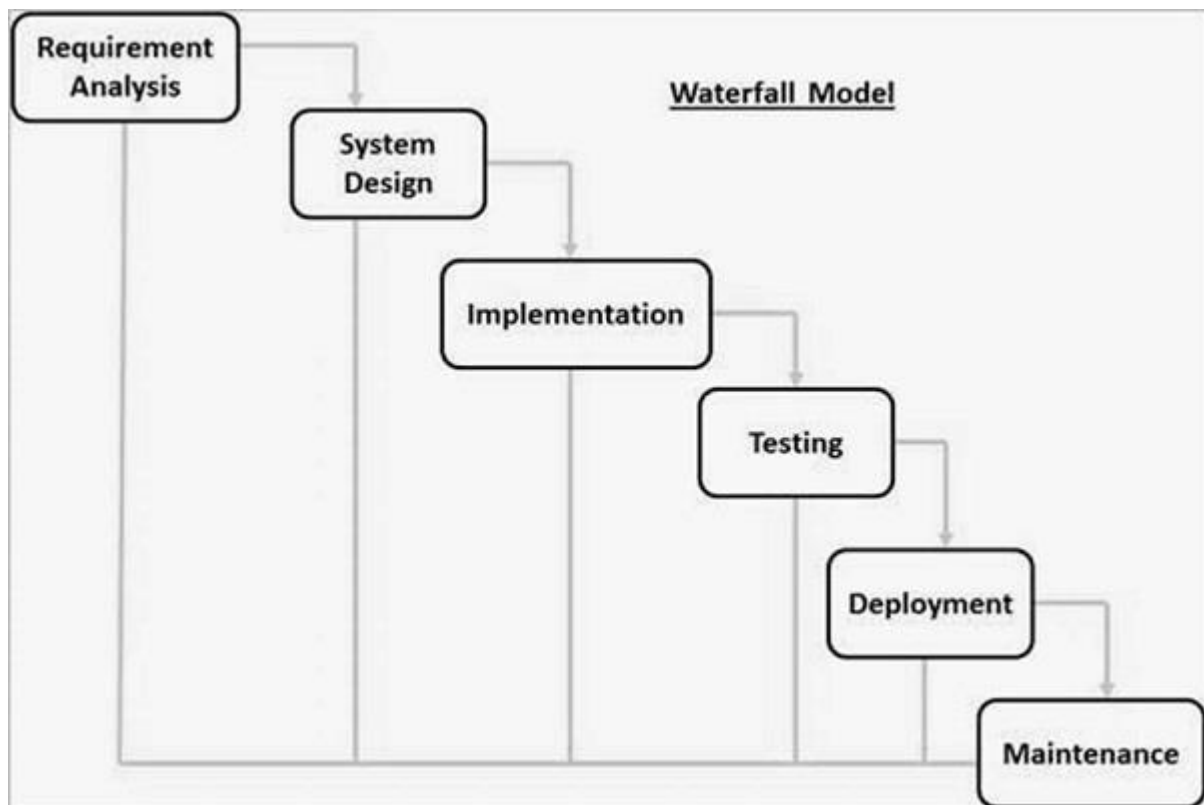 Requirement
Analysis
Waterfall Model
System
Design
Implementation
Testing
Deployment
Maintenance